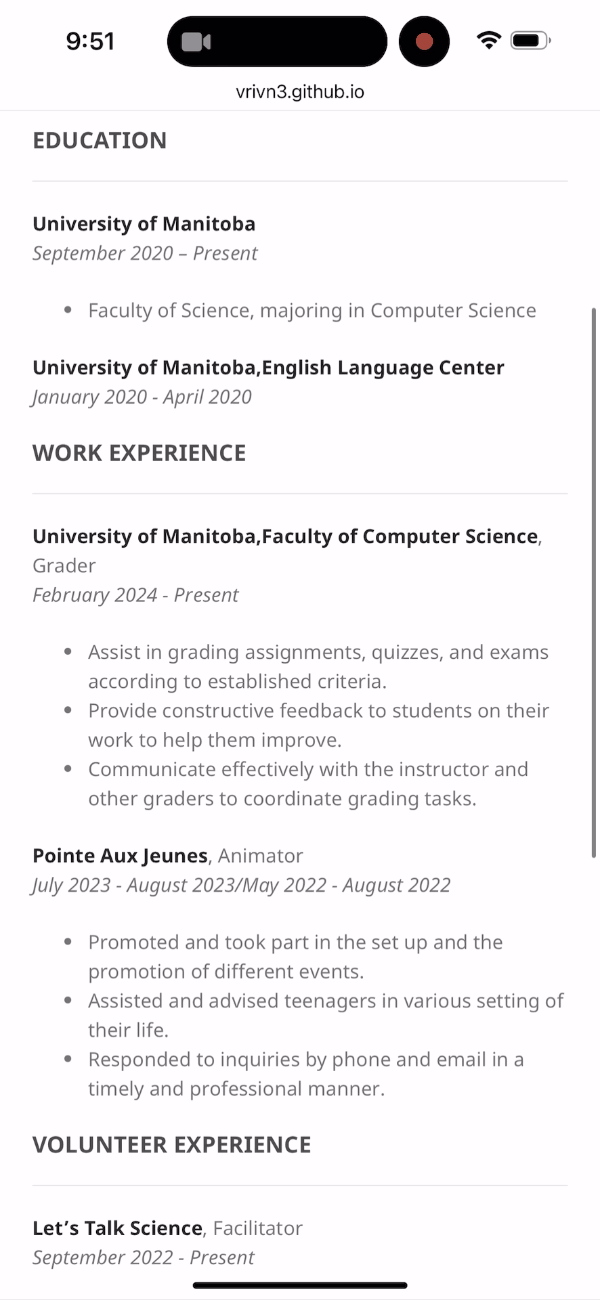 9:51
vrivn3.github.io
EDUCATION
University of Manitoba
September 2020 – Present
• Faculty of Science, majoring in Computer Science
University of Manitoba,English Language Center
January 2020 - April 2020
WORK EXPERIENCE
University of Manitoba,Faculty of Computer Science,
Grader
February 2024 - Present
• Assist in grading assignments, quizzes, and exams
according to established criteria.
• Provide constructive feedback to students on their
work to help them improve.
• Communicate effectively with the instructor and
other graders to coordinate grading tasks.
Pointe Aux Jeunes, Animator
July 2023 - August 2023/May 2022 - August 2022
• Promoted and took part in the set up and the
promotion of different events.
• Assisted and advised teenagers in various setting of
their life.
• Responded to inquiries by phone and email in a
timely and professional manner.
VOLUNTEER EXPERIENCE
Let’s Talk Science, Facilitator
September 2022 - Present